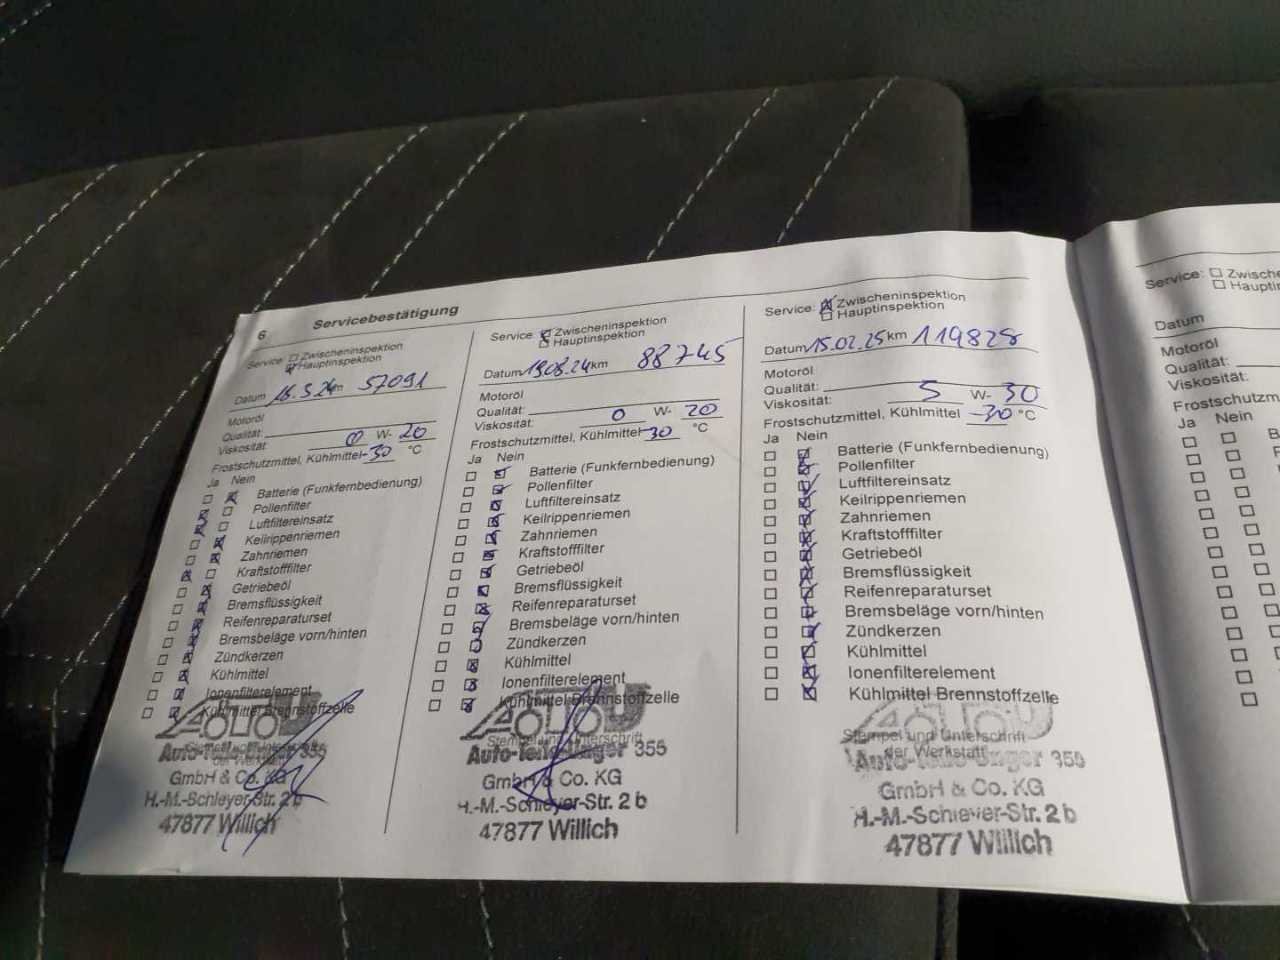 6 Servicebestätigung
Service: Zwischeninspektion
Hauptinspektion
Datum 16.3.24 km 57091
Motoröl
Qualität:
Viskosität: 0 W- 20
Frostschutzmittel, Kühlmittel -30 °C
Ja Nein
Batterie (Funkfernbedienung)
Pollenfilter
Luftfiltereinsatz
Keilrippenriemen
Zahnriemen
Kraftstofffilter
Getriebeöl
Bremsflüssigkeit
Reifenreparaturset
Bremsbeläge vorn/hinten
Zündkerzen
Kühlmittel
Ionenfilterelement
Kühlmittel Brennstoffzelle
355
GmbH & Co. KG
H.-M.-Schleyer-Str. 2 b
47877 Willich
Service: Zwischeninspektion
Hauptinspektion
Datum 19.08.24 km 88745
Motoröl
Qualität:
Viskosität: 0 W- 20
Frostschutzmittel, Kühlmittel -30 °C
Ja Nein
Batterie (Funkfernbedienung)
Pollenfilter
Luftfiltereinsatz
Keilrippenriemen
Zahnriemen
Kraftstofffilter
Getriebeöl
Bremsflüssigkeit
Reifenreparaturset
Bremsbeläge vorn/hinten
Zündkerzen
Kühlmittel
Ionenfilterelement
Kühlmittel Brennstoffzelle
Stempel und Unterschrift
Auto-Teile-Unger 355
GmbH & Co. KG
H.-M.-Schleyer-Str. 2 b
47877 Willich
Service: Zwischeninspektion
Hauptinspektion
Datum 15.02.25 km 119828
Motoröl
Qualität:
Viskosität: 5 W- 30
Frostschutzmittel, Kühlmittel -30 °C
Ja Nein
Batterie (Funkfernbedienung)
Pollenfilter
Luftfiltereinsatz
Keilrippenriemen
Zahnriemen
Kraftstofffilter
Getriebeöl
Bremsflüssigkeit
Reifenreparaturset
Bremsbeläge vorn/hinten
Zündkerzen
Kühlmittel
Ionenfilterelement
Kühlmittel Brennstoffzelle
Stempel und Unterschrift
der Werkstatt
Auto-Teile-Unger 355
GmbH & Co. KG
H.-M.-Schleyer-Str. 2 b
47877 Willich
Service: Zwische
Hauptin
Datum
Motoröl
Qualität:
Viskosität:
Frostschutzm
Ja Nein